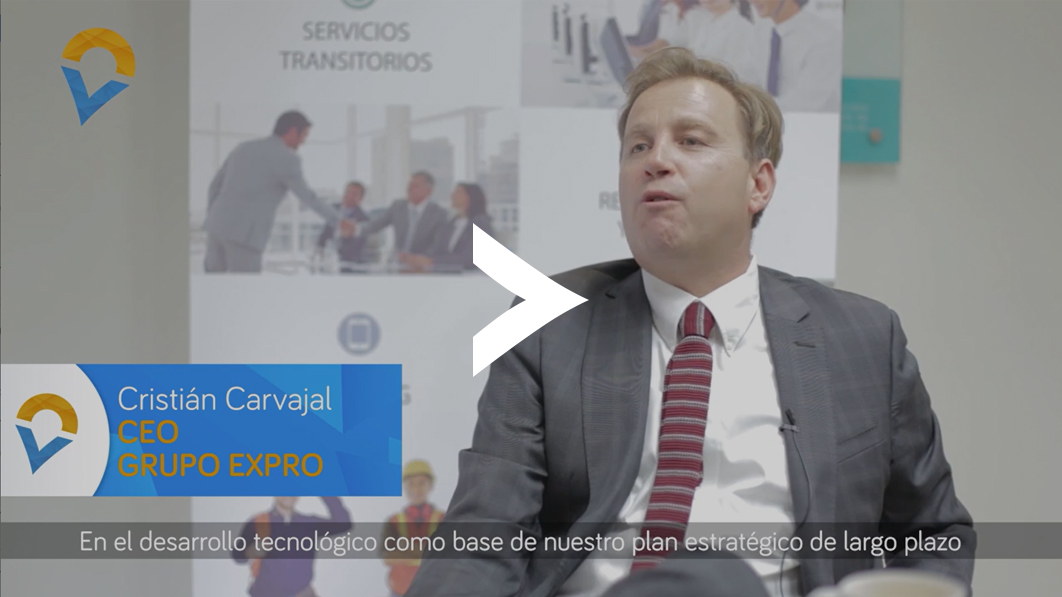 SERVICIOS
TRANSITORIOS
Cristián Carvajal
CEO
GRUPO EXPRO
En el desarrollo tecnológico como base de nuestro plan estratégico de largo plazo